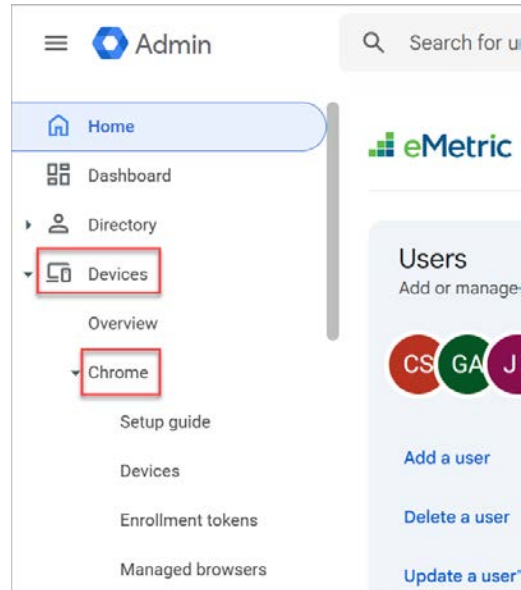 Admin
Search for u
Home
Dashboard
Directory
Devices
Overview
Chrome
Setup guide
Devices
Enrollment tokens
Managed browsers
eMetric
Users
Add or manage
CS GA J
Add a user
Delete a user
Update a user